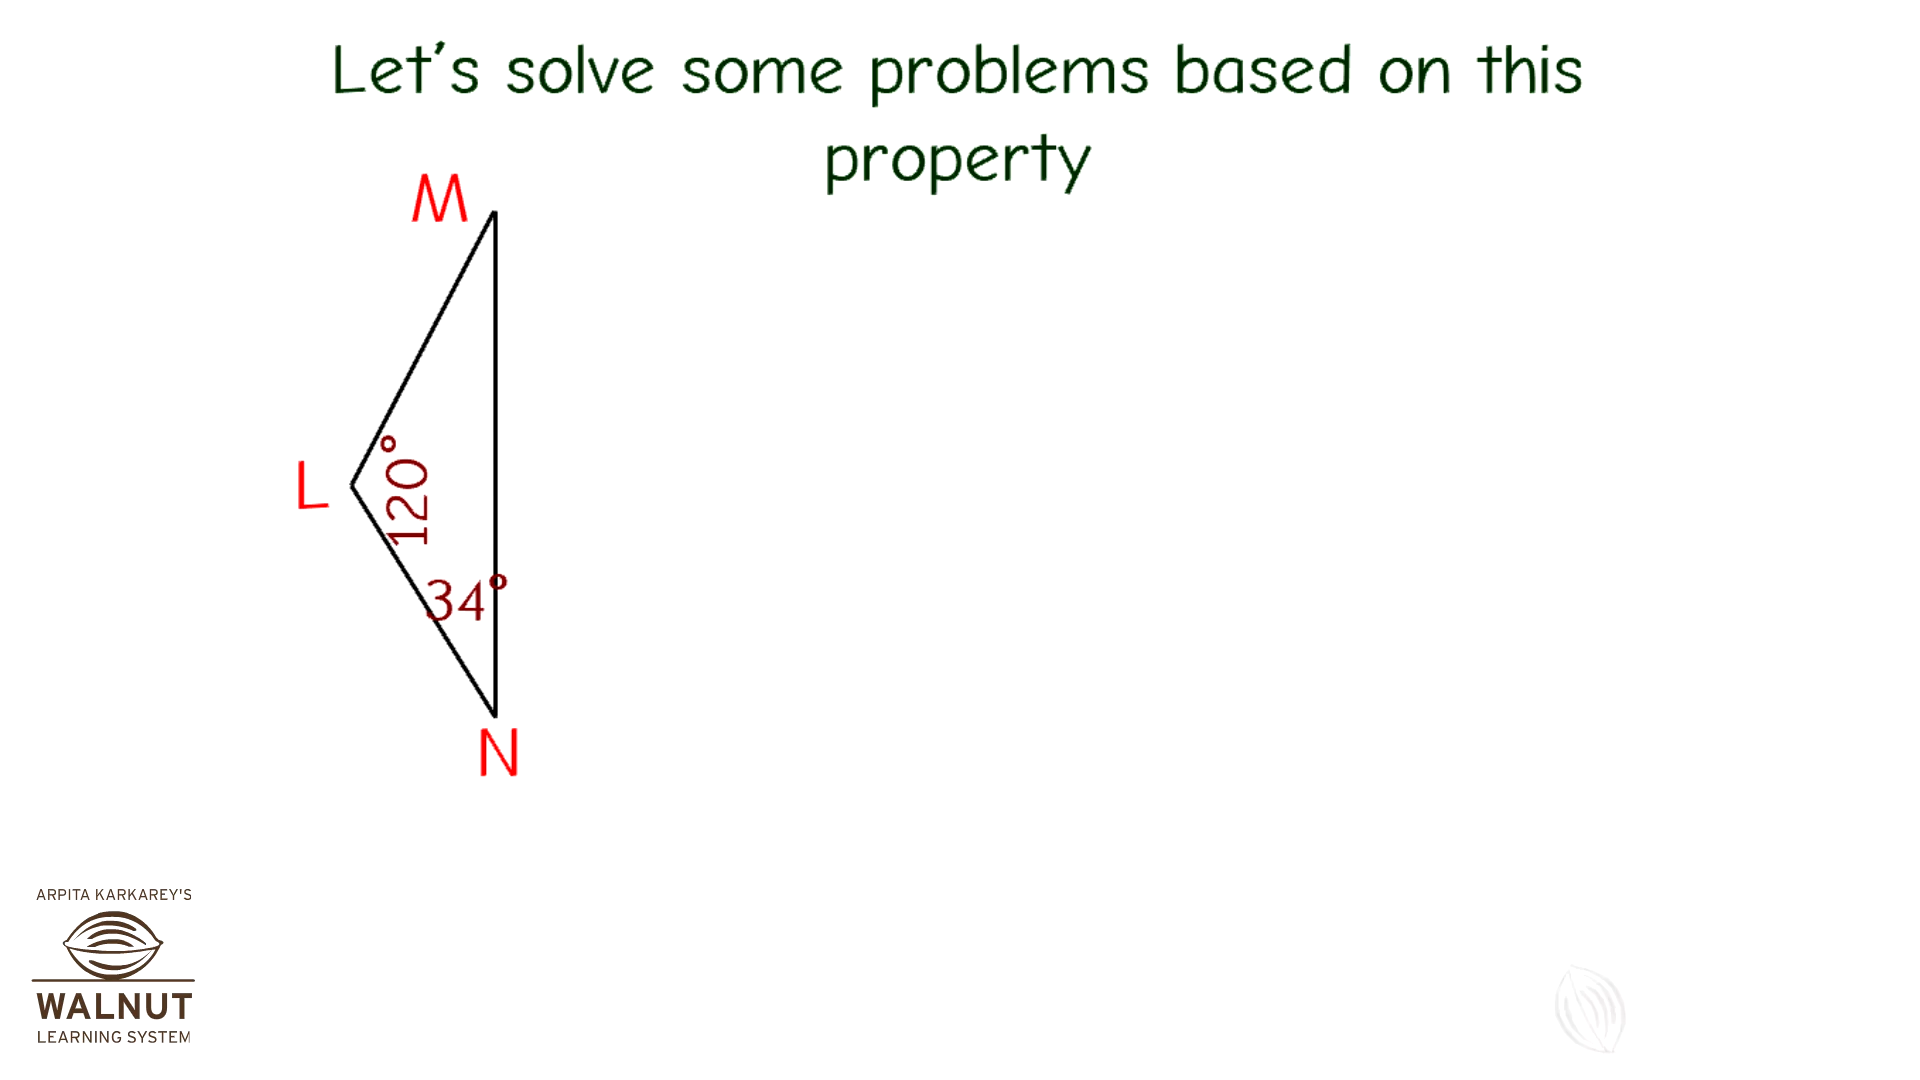 Let's solve some problems based on this
property
M
L
120°
34°
N
ARPITA KARKAREY'S
WALNUT
LEARNING SYSTEM